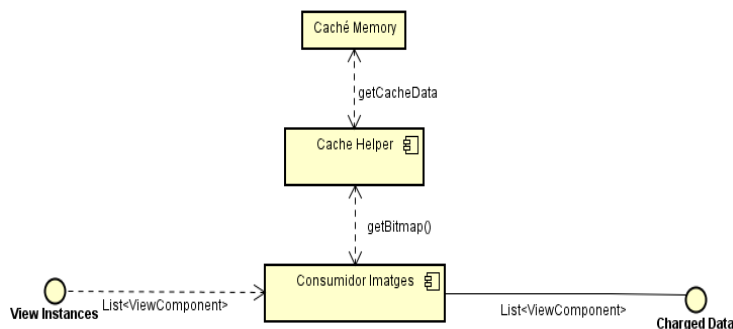 Caché Memory
getCacheData
Cache Helper
getBitmap()
Consumidor Imatges
View Instances
List<ViewComponent>
List<ViewComponent>
Charged Data